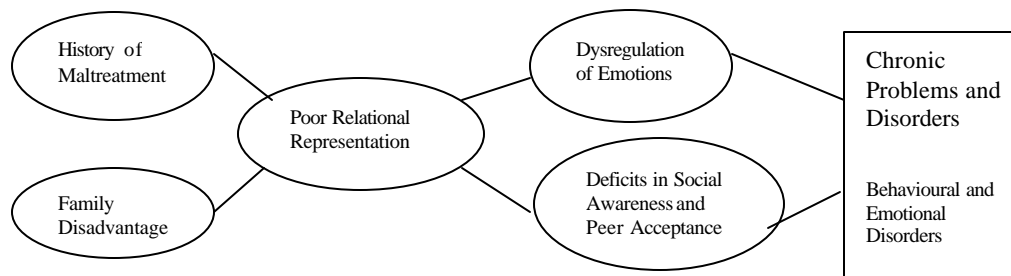 History of
Maltreatment
Family
Disadvantage
Poor Relational
Representation
Dysregulation
of Emotions
Deficits in Social
Awareness and
Peer Acceptance
Chronic
Problems and
Disorders
Behavioural and
Emotional
Disorders